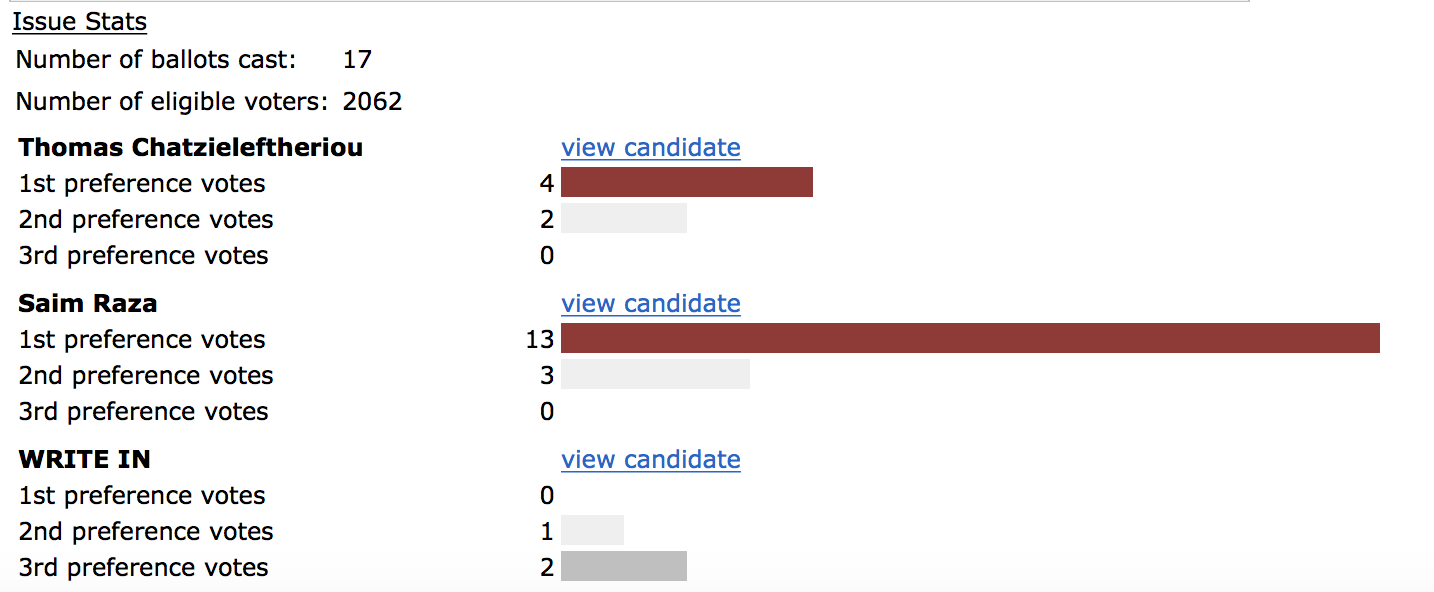 Issue Stats
Number of ballots cast: 17
Number of eligible voters: 2062
Thomas Chatzieleftheriou view candidate
1st preference votes 4
2nd preference votes 2
3rd preference votes 0
Saim Raza view candidate
1st preference votes 13
2nd preference votes 3
3rd preference votes 0
WRITE IN view candidate
1st preference votes 0
2nd preference votes 1
3rd preference votes 2